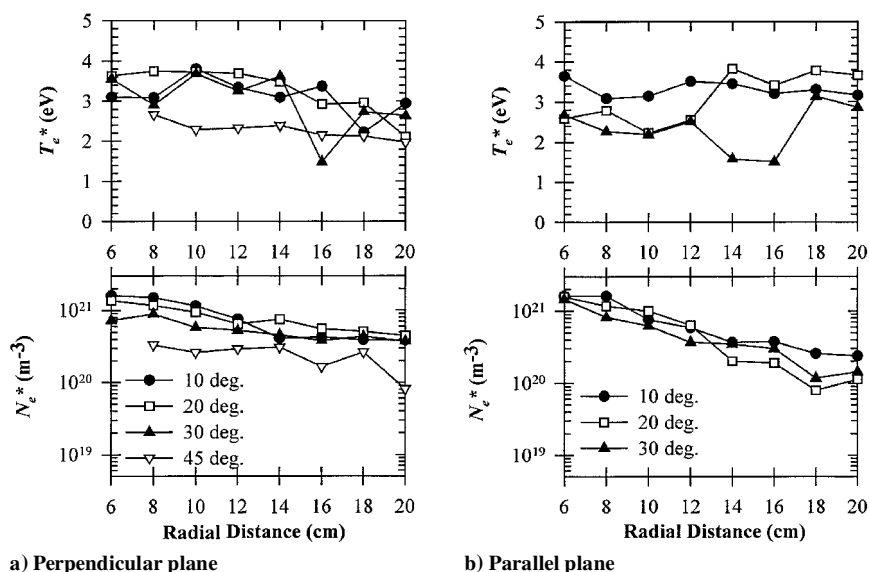 5
4
3
2
1
0
T_e* (eV)
6 8 10 12 14 16 18 20
10^21
10^20
10^19
N_e* (m^-3)
10 deg.
20 deg.
30 deg.
45 deg.
6 8 10 12 14 16 18 20
Radial Distance (cm)
a) Perpendicular plane
5
4
3
2
1
0
T_e* (eV)
6 8 10 12 14 16 18 20
10^21
10^20
10^19
N_e* (m^-3)
10 deg.
20 deg.
30 deg.
6 8 10 12 14 16 18 20
Radial Distance (cm)
b) Parallel plane